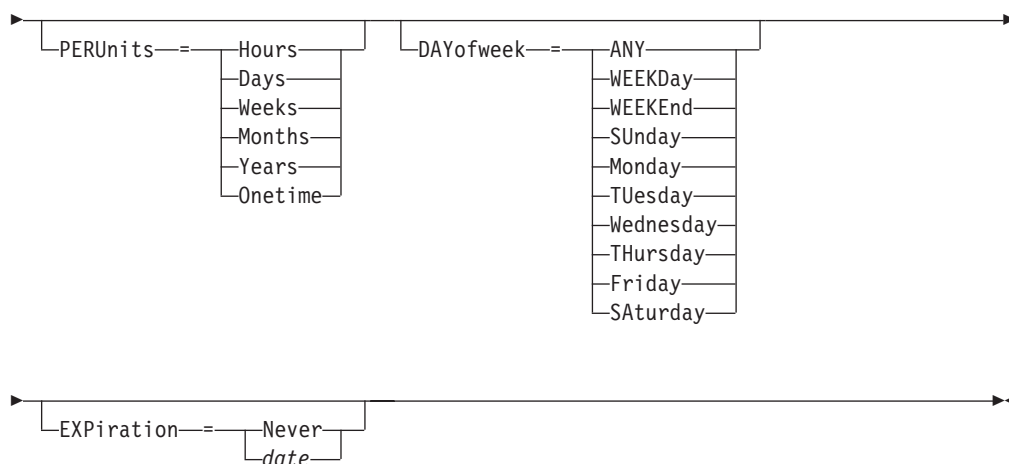 PERUnits = Hours DAYofweek = ANY
Days WEEKDay
Weeks WEEKEnd
Months SUnday
Years Monday
Onetime TUesday
Wednesday
THursday
Friday
SAturday
EXPiration = Never
date